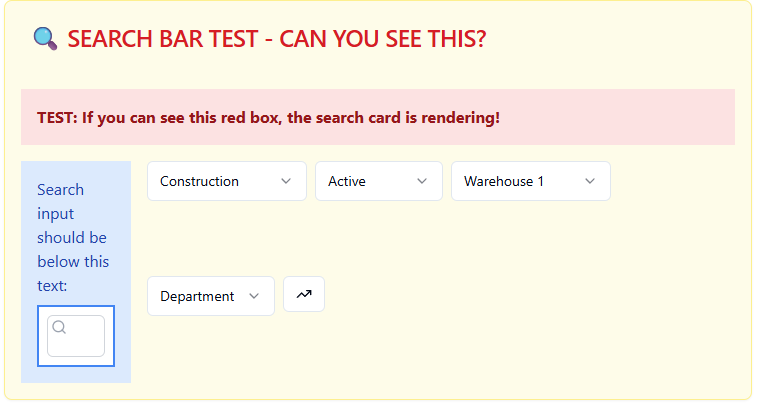 SEARCH BAR TEST - CAN YOU SEE THIS?
TEST: If you can see this red box, the search card is rendering!
Search
input
should be
below this
text:
Construction
Active
Warehouse 1
Department